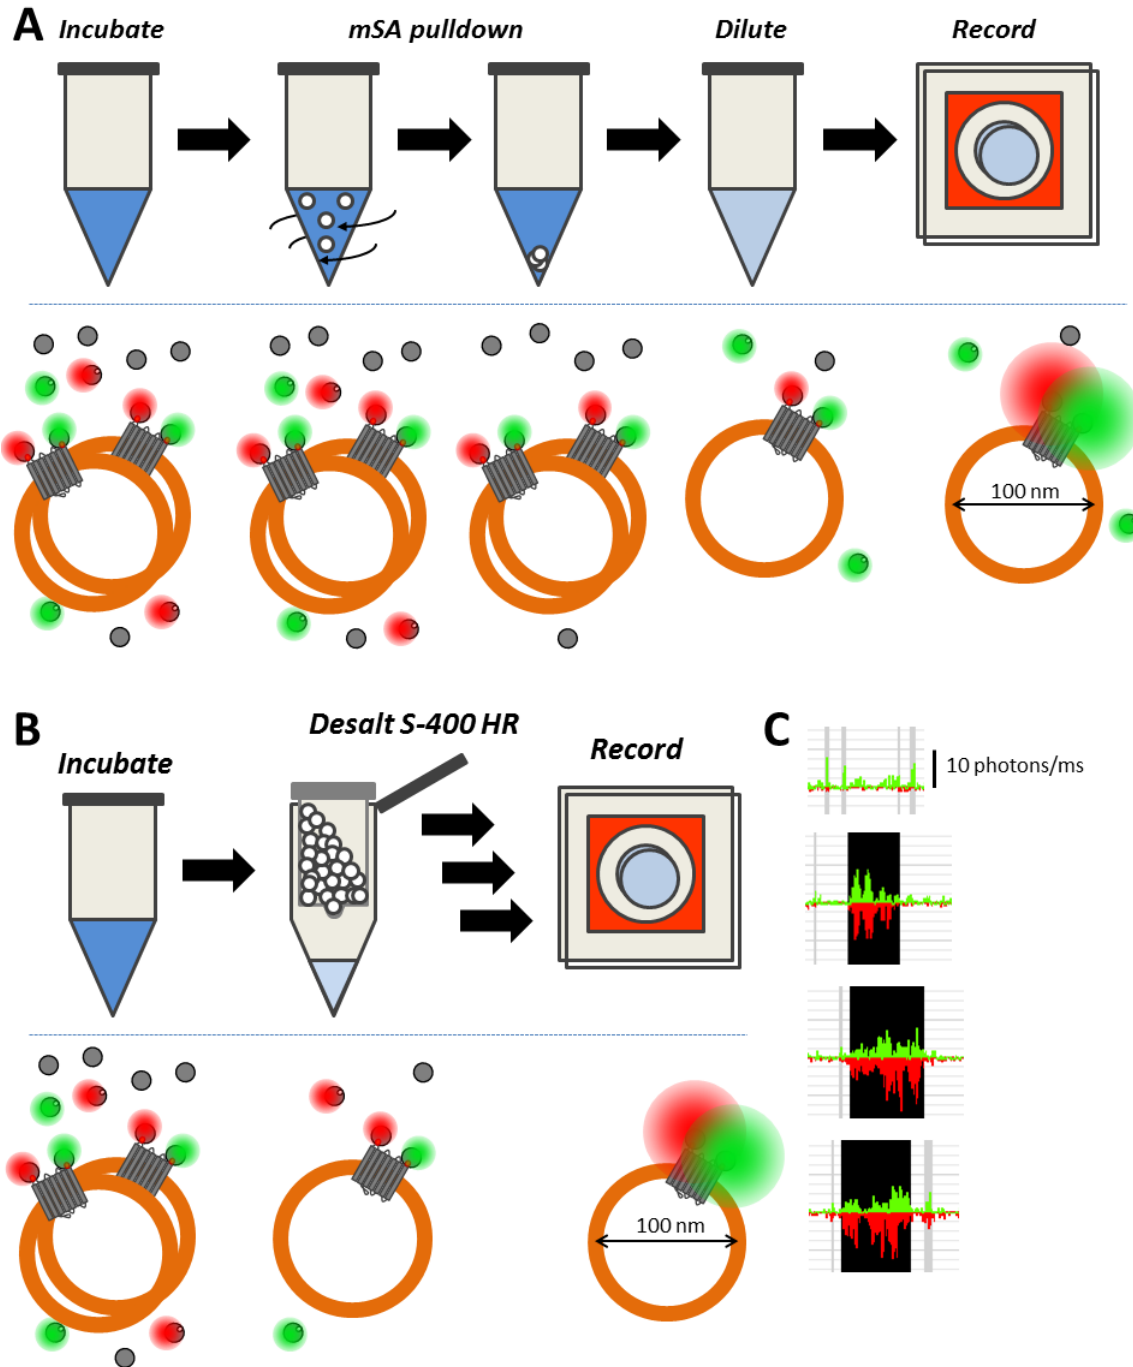 A
Incubate
mSA pulldown
Dilute
Record
100 nm
B
Desalt S-400 HR
Incubate
Record
C
10 photons/ms
100 nm